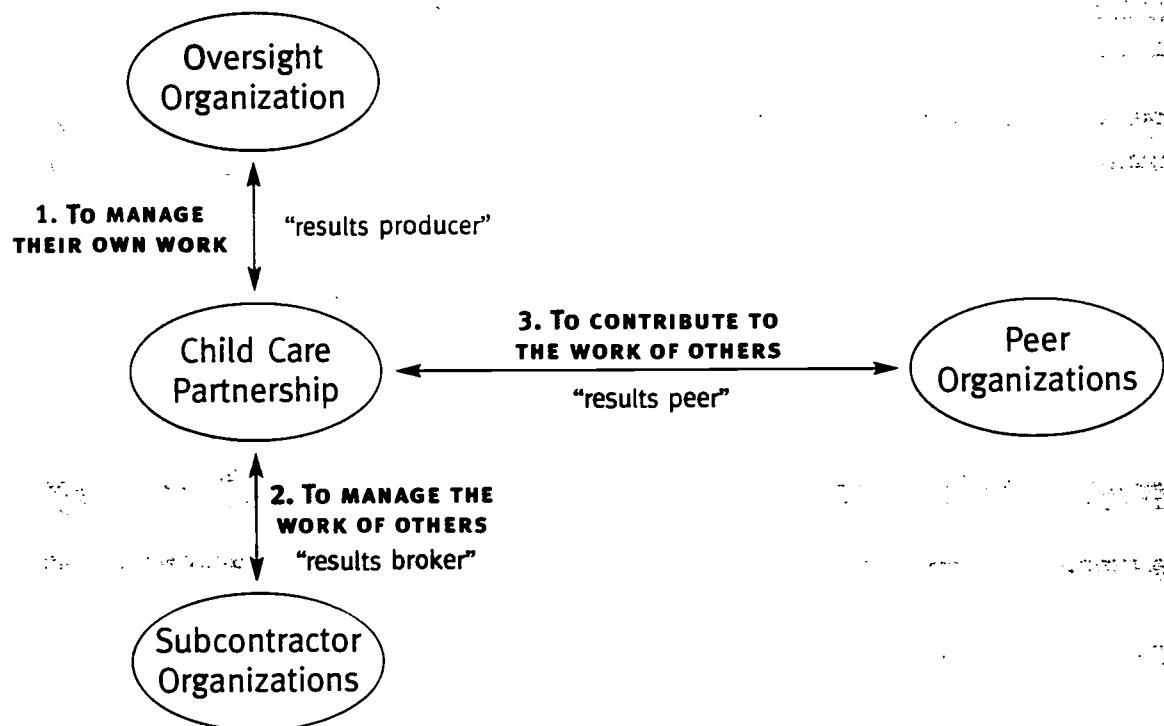 Oversight
Organization
1. TO MANAGE
THEIR OWN WORK
“results producer”
Child Care
Partnership
3. TO CONTRIBUTE TO
THE WORK OF OTHERS
“results peer”
Peer
Organizations
2. TO MANAGE THE
WORK OF OTHERS
“results broker”
Subcontractor
Organizations